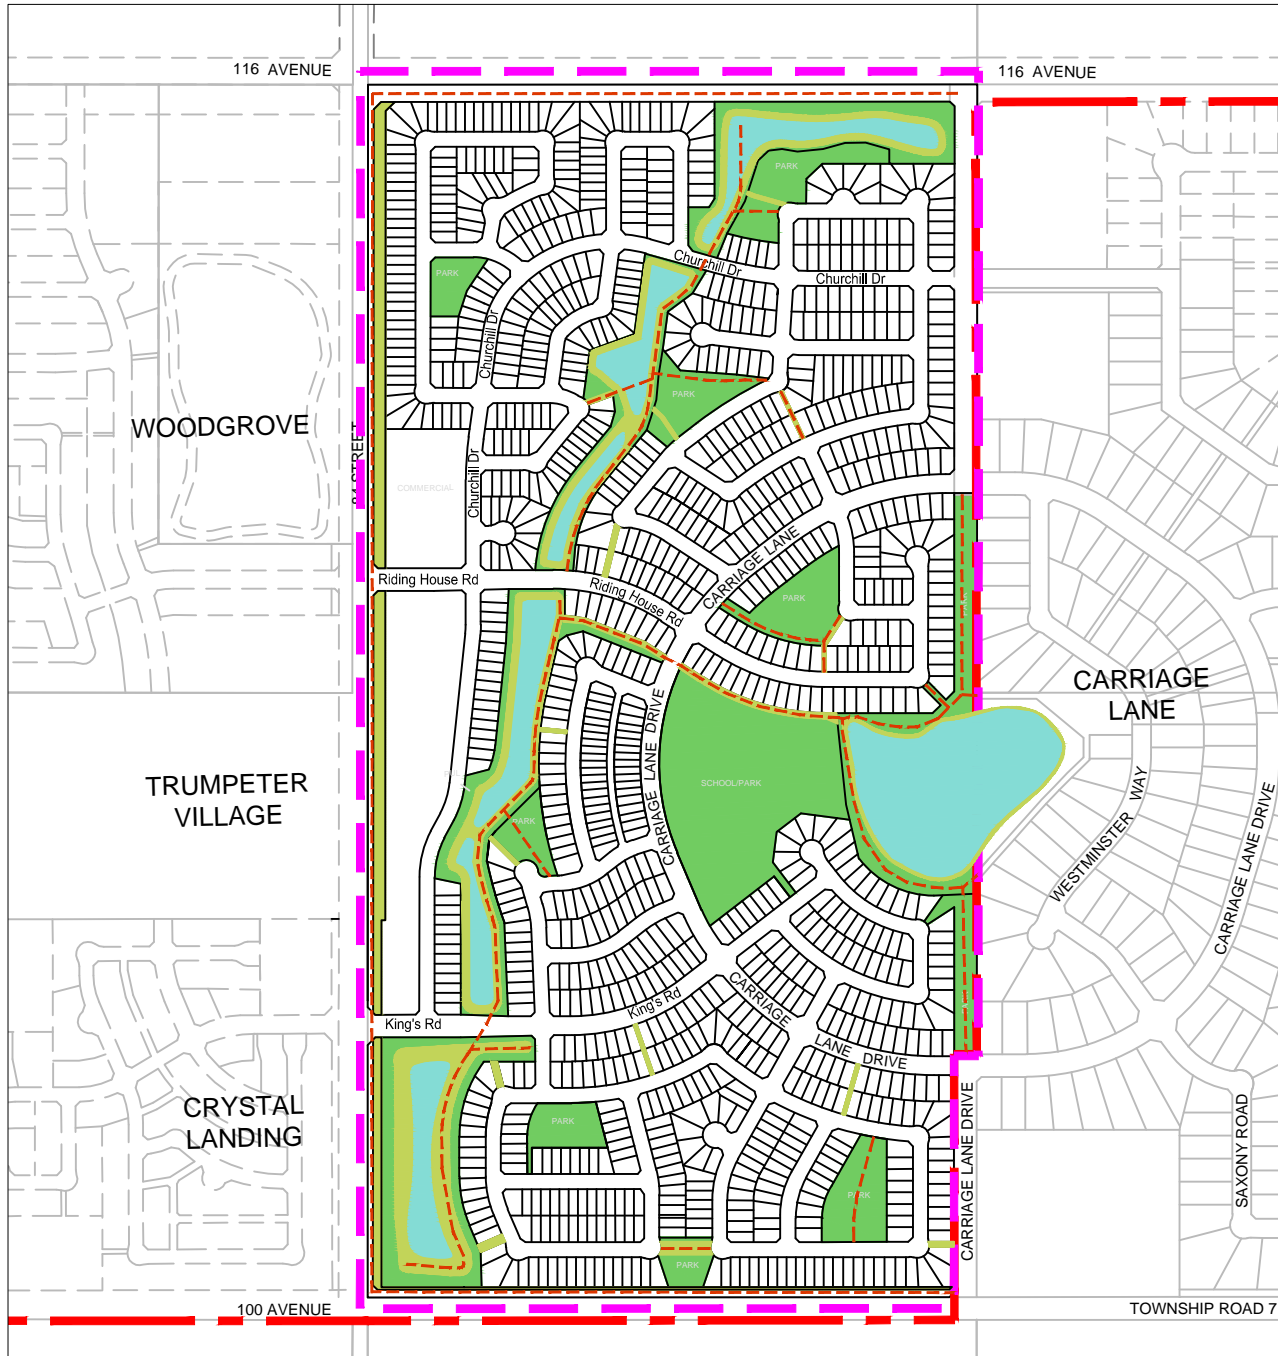 116 AVENUE
116 AVENUE
PARK
Churchill Dr
Churchill Dr
PARK
Churchill Dr
PARK
WOODGROVE
84 STREET
Churchill Dr
COMMERCIAL
CARRIAGE LANE
Riding House Rd
Riding House Rd
PARK
CARRIAGE
LANE
CARRIAGE LANE DRIVE
SCHOOL/PARK
TRUMPETER
VILLAGE
PARK
WESTMINSTER WAY
CARRIAGE LANE DRIVE
King's Rd
King's Rd
CARRIAGE
LANE DRIVE
CRYSTAL
LANDING
PARK
CARRIAGE LANE DRIVE
SAXONY ROAD
PARK
PARK
100 AVENUE
TOWNSHIP ROAD 7